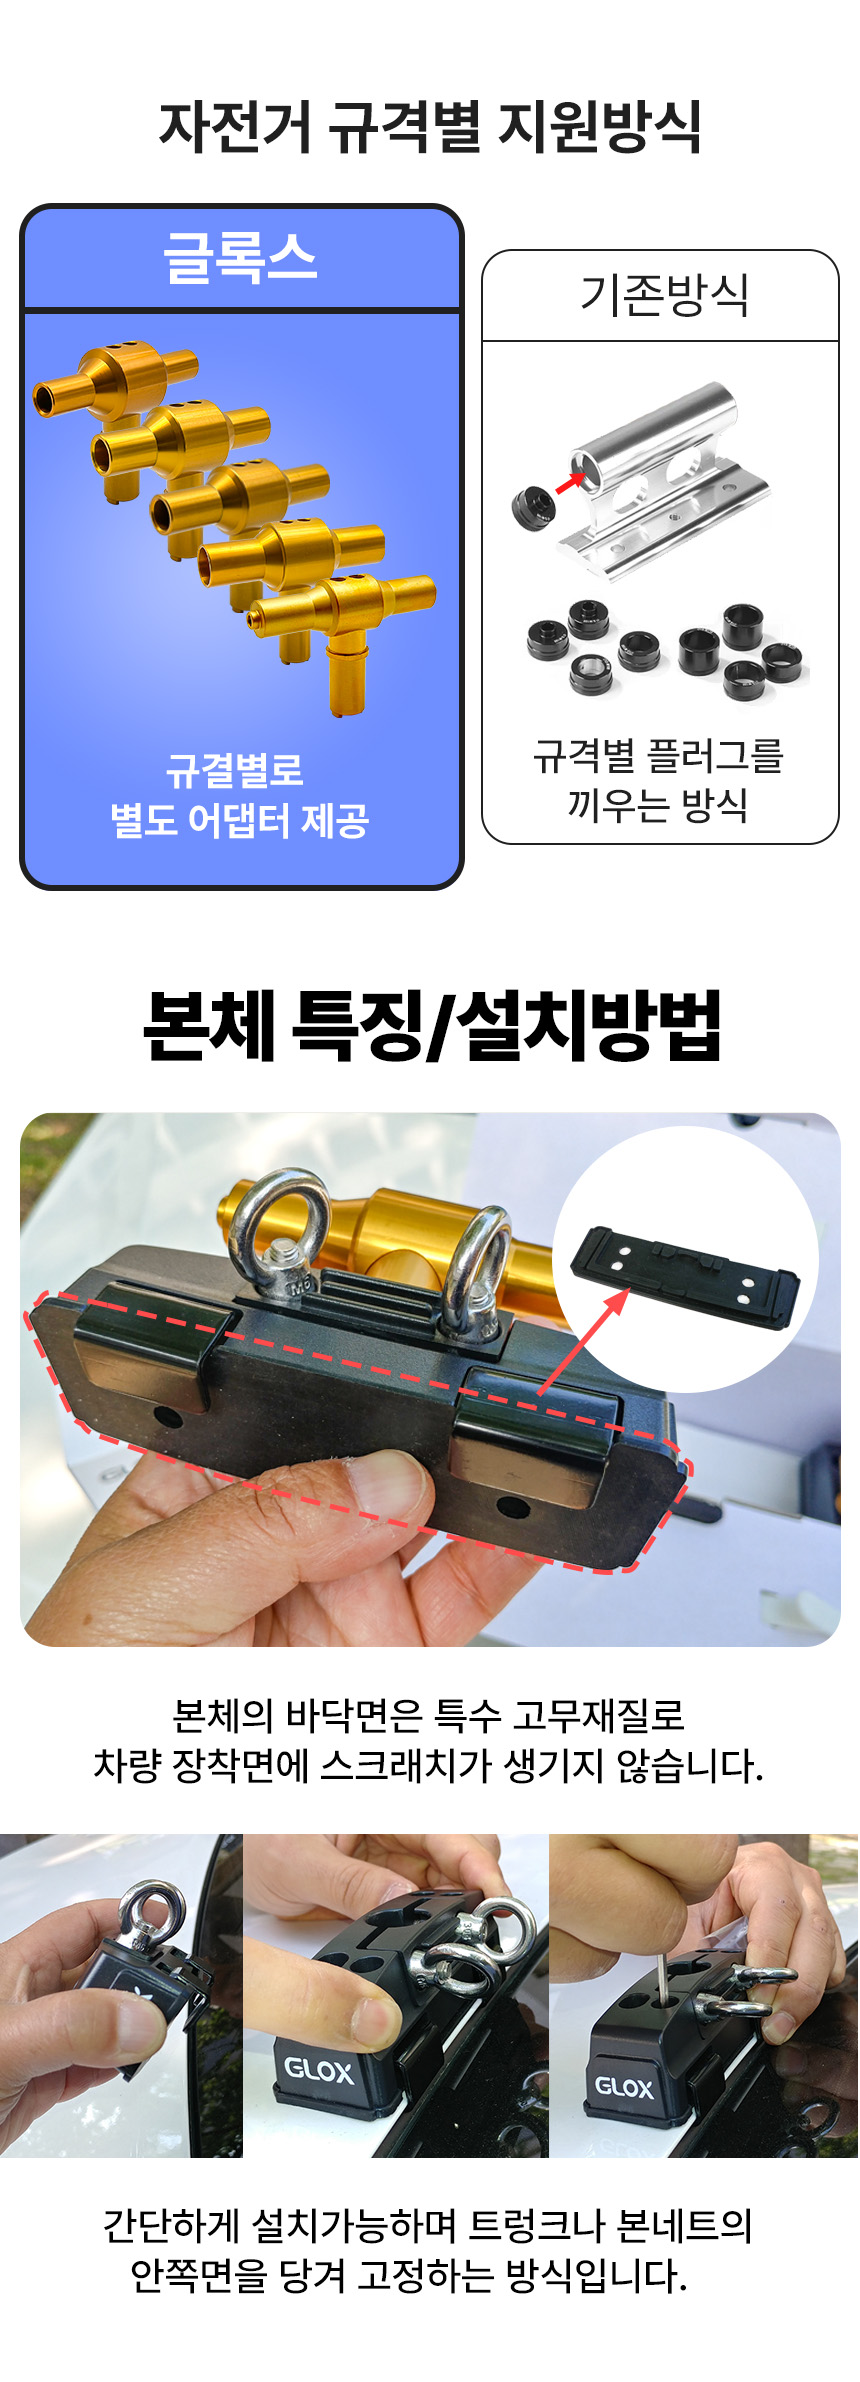 자전거 규격별 지원방식
글록스
기존방식
규결별로
별도 어댑터 제공
규격별 플러그를
끼우는 방식
본체 특징/설치방법
M6
본체의 바닥면은 특수 고무재질로
차량 장착면에 스크래치가 생기지 않습니다.
GLOX
GLOX
간단하게 설치가능하며 트렁크나 본네트의
안쪽면을 당겨 고정하는 방식입니다.